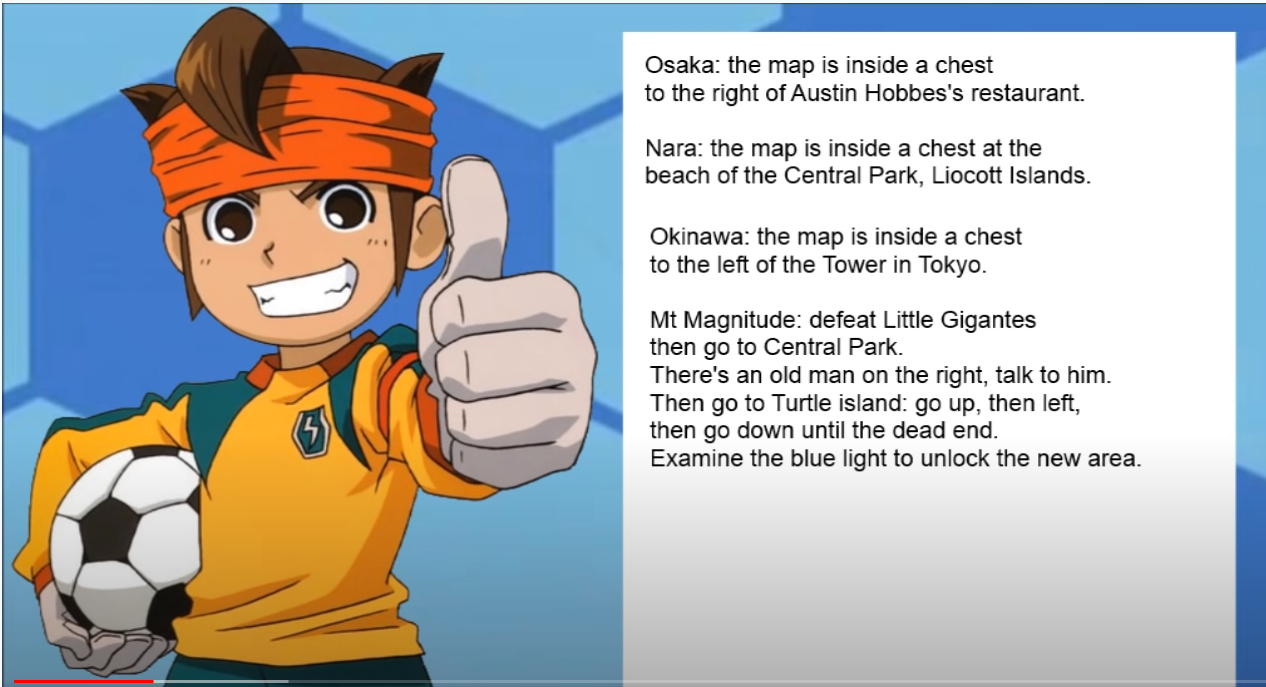 Osaka: the map is inside a chest
to the right of Austin Hobbes's restaurant.
Nara: the map is inside a chest at the
beach of the Central Park, Liocott Islands.
Okinawa: the map is inside a chest
to the left of the Tower in Tokyo.
Mt Magnitude: defeat Little Gigantes
then go to Central Park.
There's an old man on the right, talk to him.
Then go to Turtle island: go up, then left,
then go down until the dead end.
Examine the blue light to unlock the new area.